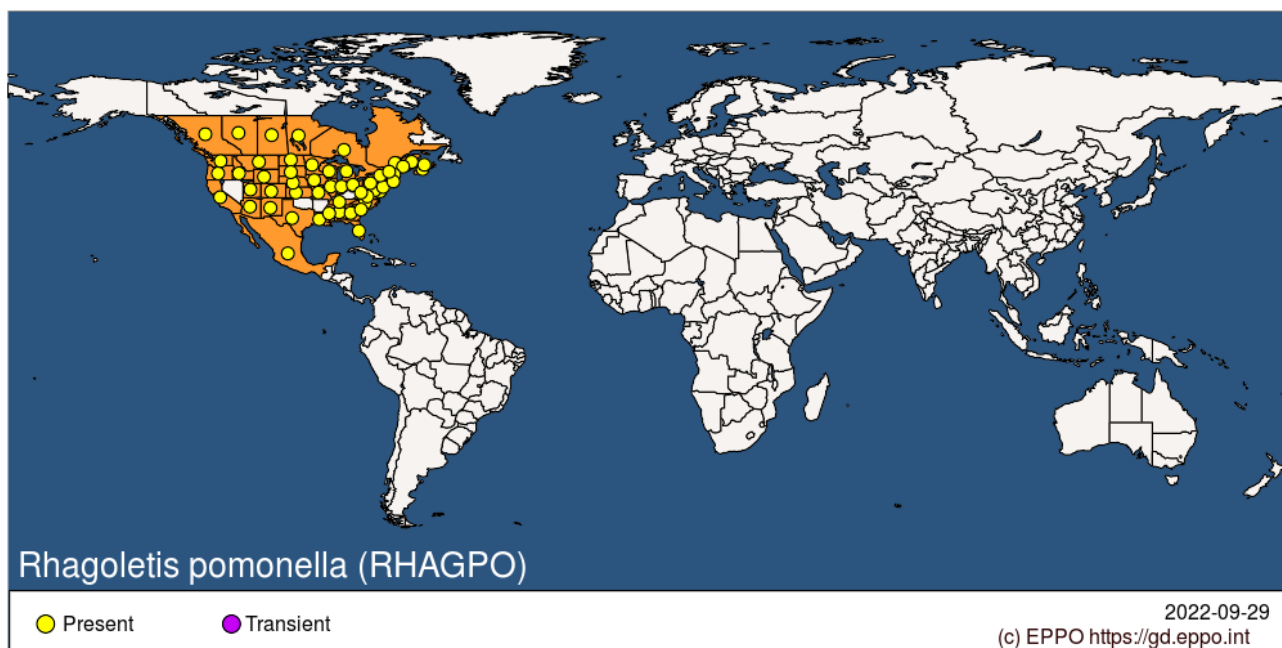 Rhagoletis pomonella (RHAGPO)
Present
Transient
2022-09-29
(c) EPPO https://gd.eppo.int